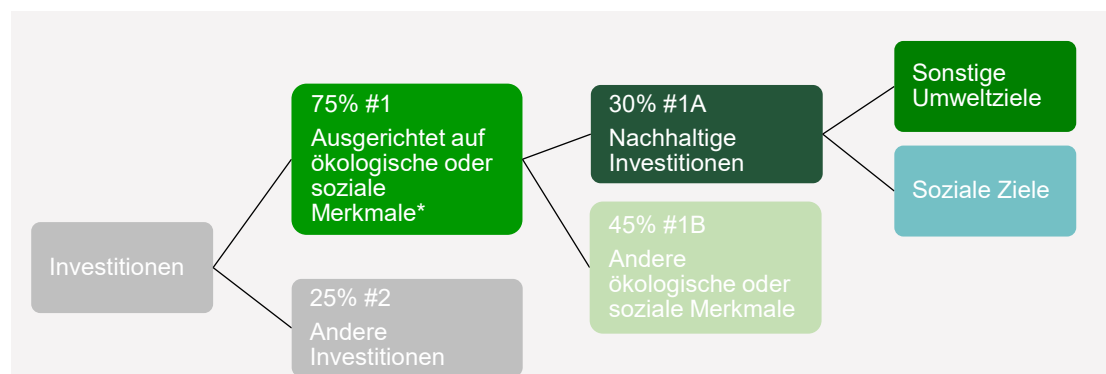 Investitionen
75% #1
Ausgerichtet auf
ökologische oder
soziale
Merkmale*
25% #2
Andere
Investitionen
30% #1A
Nachhaltige
Investitionen
45% #1B
Andere
ökologische oder
soziale Merkmale
Sonstige
Umweltziele
Soziale Ziele